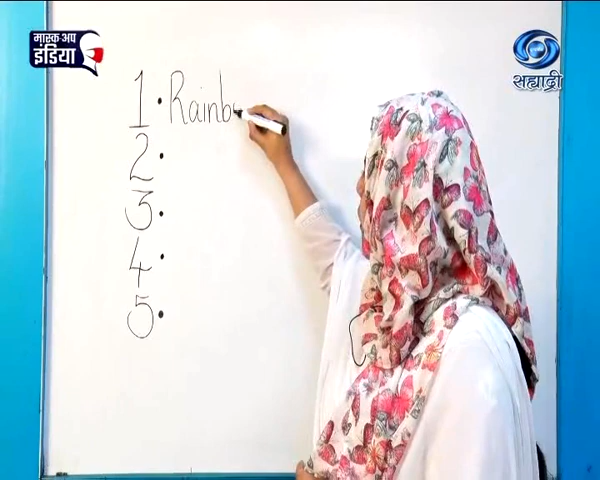 मास्क अप
इंडिया
सह्याद्री
1. Rainb
2.
3.
4.
5.